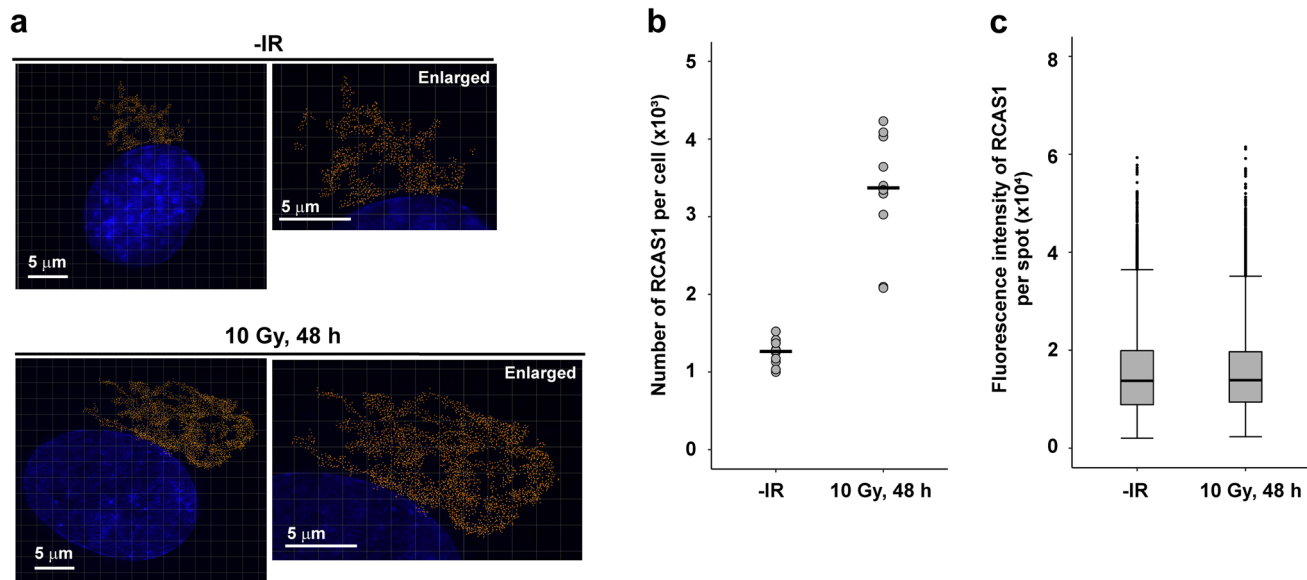 a
-IR
Enlarged
5 μm
5 μm
10 Gy, 48 h
Enlarged
5 μm
5 μm
b
Number of RCAS1 per cell (x10³)
5
4
3
2
1
0
-IR
10 Gy, 48 h
c
Fluorescence intensity of RCAS1
per spot (x10⁴)
8
6
4
2
0
-IR
10 Gy, 48 h